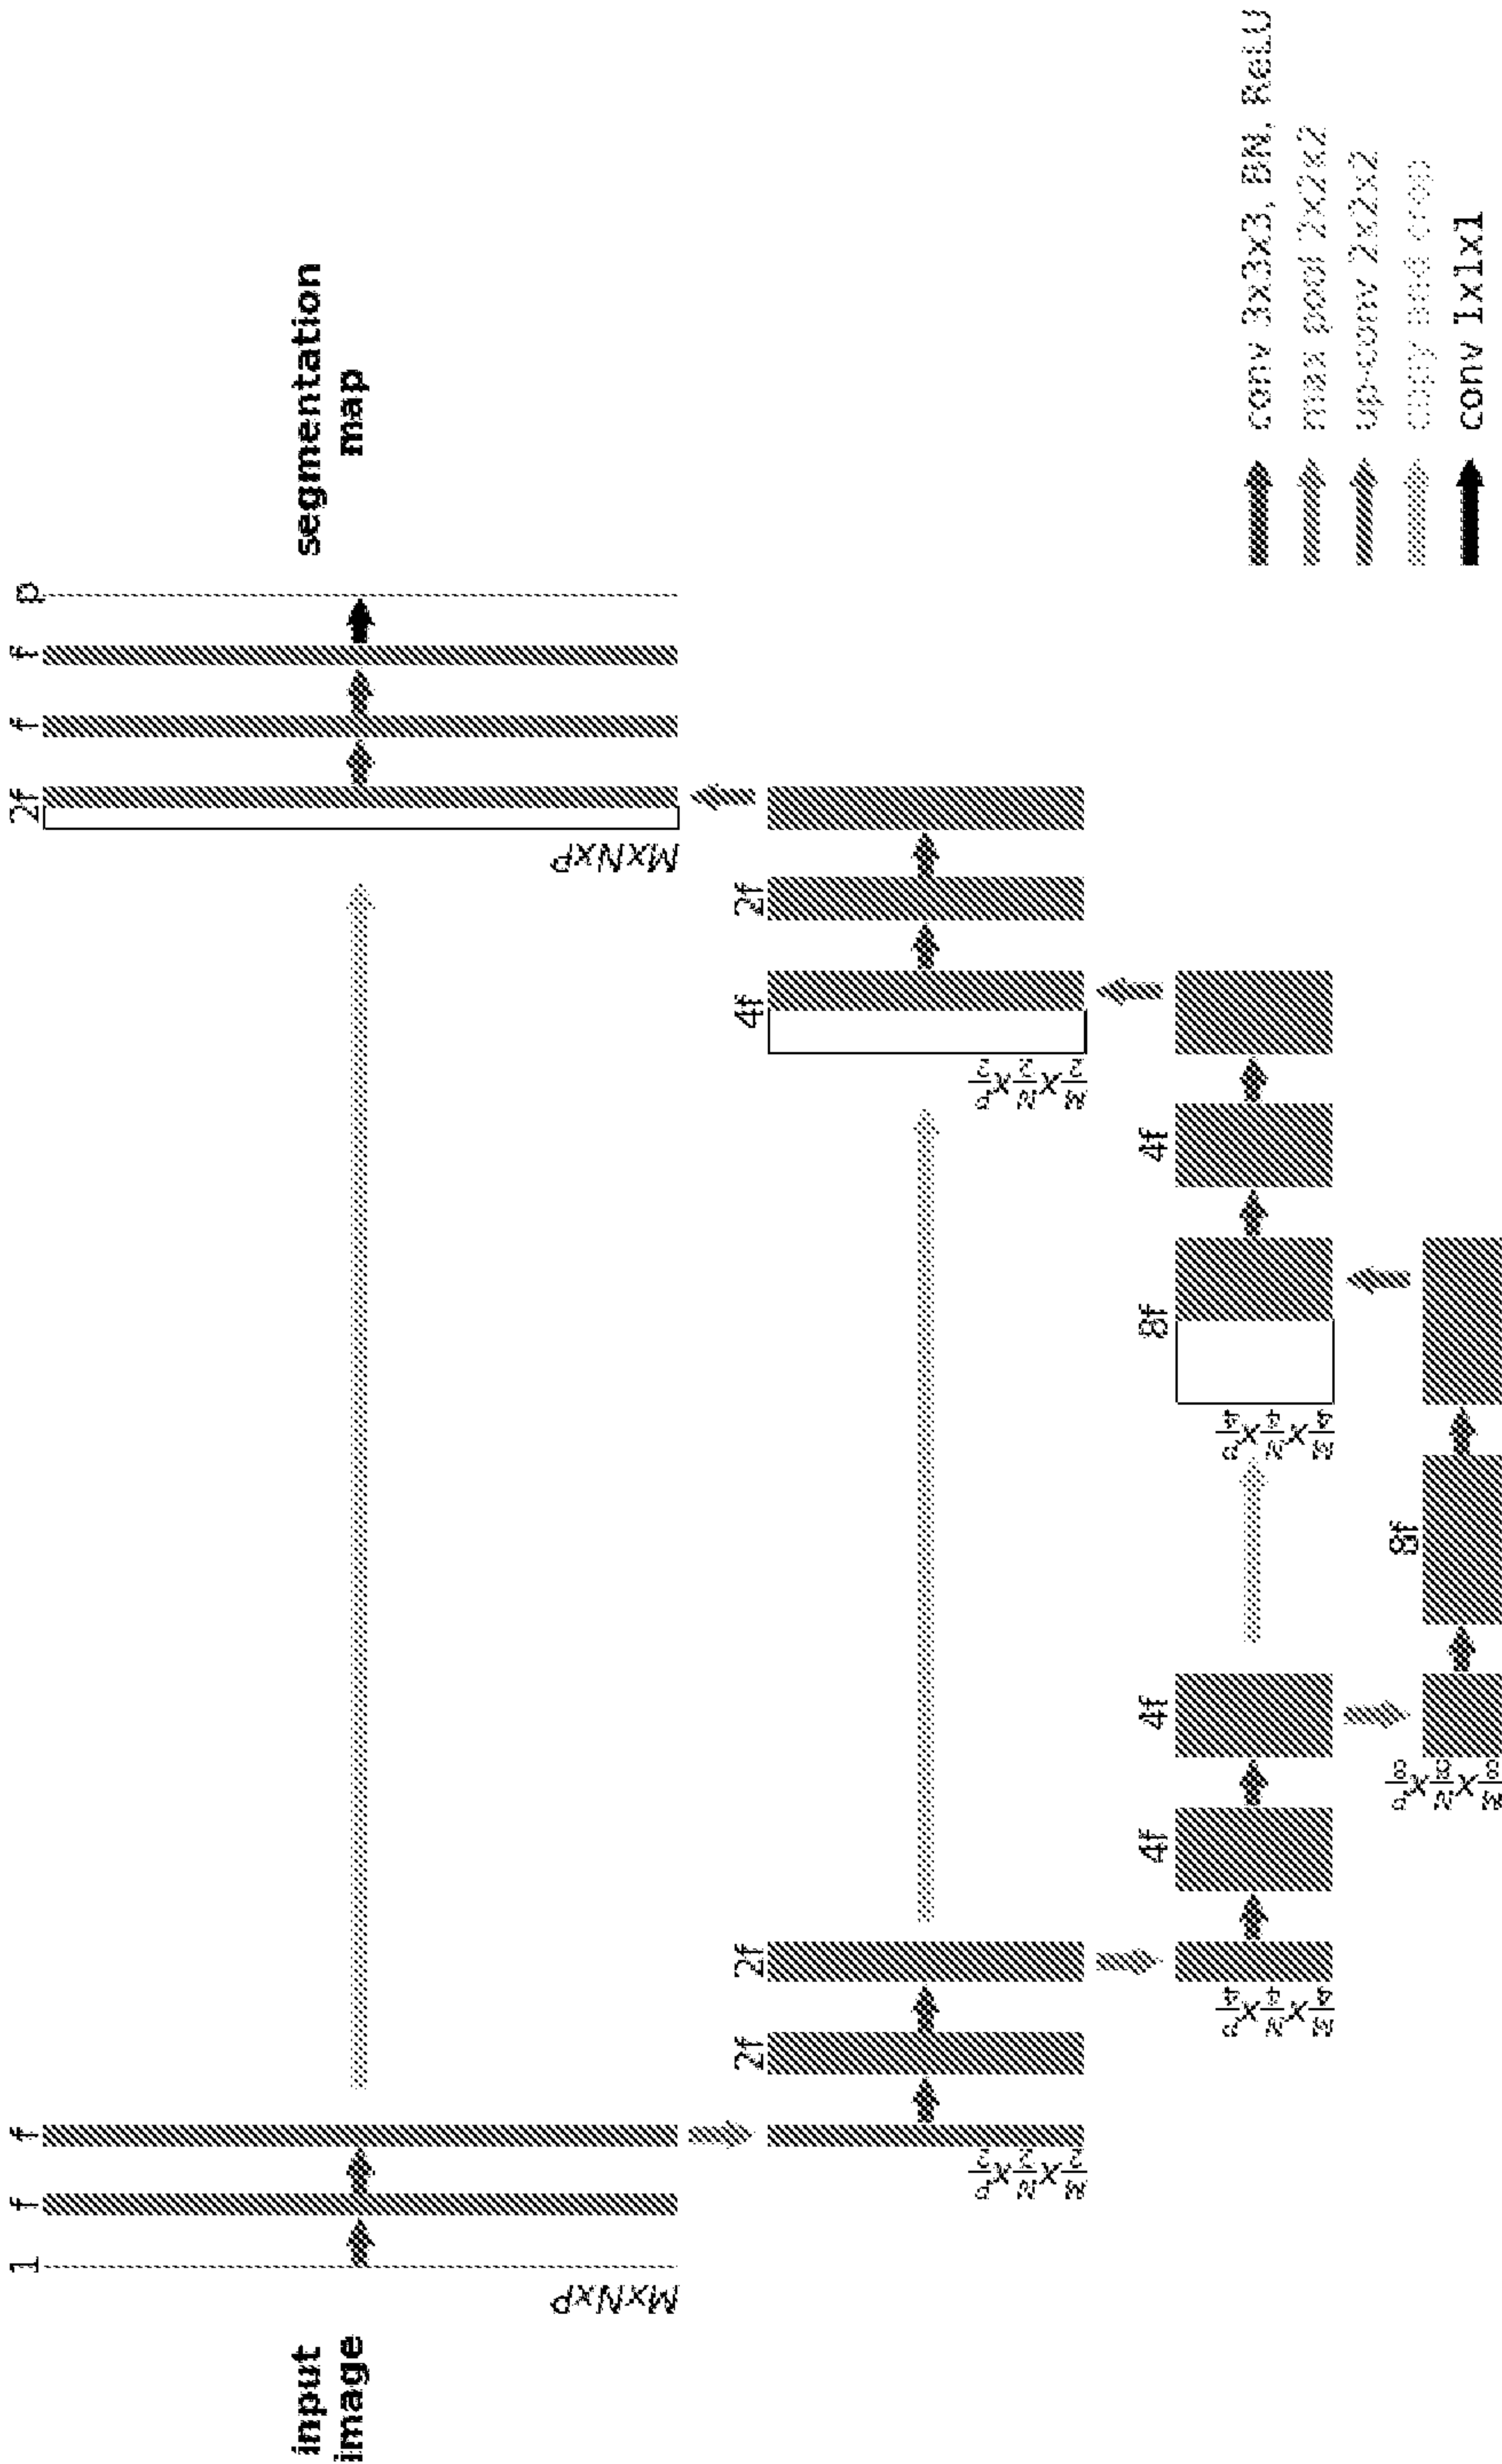 input
image
1
f
f
MxNxP
2f
f
f
p
MxNxP
segmentation
map
2f
2f
M/2xN/2xP/2
4f
2f
M/2xN/2xP/2
4f
4f
M/4xN/4xP/4
8f
4f
M/4xN/4xP/4
8f
M/8xN/8xP/8
conv 3x3x3, BN, ReLU
max pool 2x2x2
up-conv 2x2x2
copy and crop
conv 1x1x1